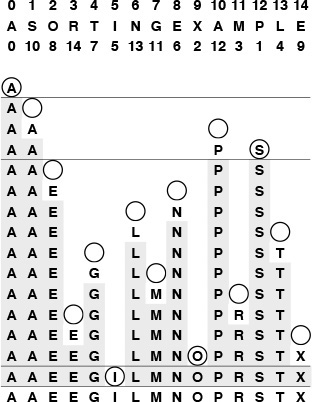 0 1 2 3 4 5 6 7 8 9 10 11 12 13 14
A S O R T I N G E X A M P L E
0 10 8 14 7 5 13 11 6 2 12 3 1 4 9
A
A
A A
A A P S
A A P S
A A E P S
A A E N P S
A A E L N P S
A A E L N P S T
A A E G L N P S T
A A E G L M N P S T
A A E G L M N P R S T
A A E E G L M N P R S T
A A E E G L M N O P R S T X
A A E E G I L M N O P R S T X
A A E E G I L M N O P R S T X